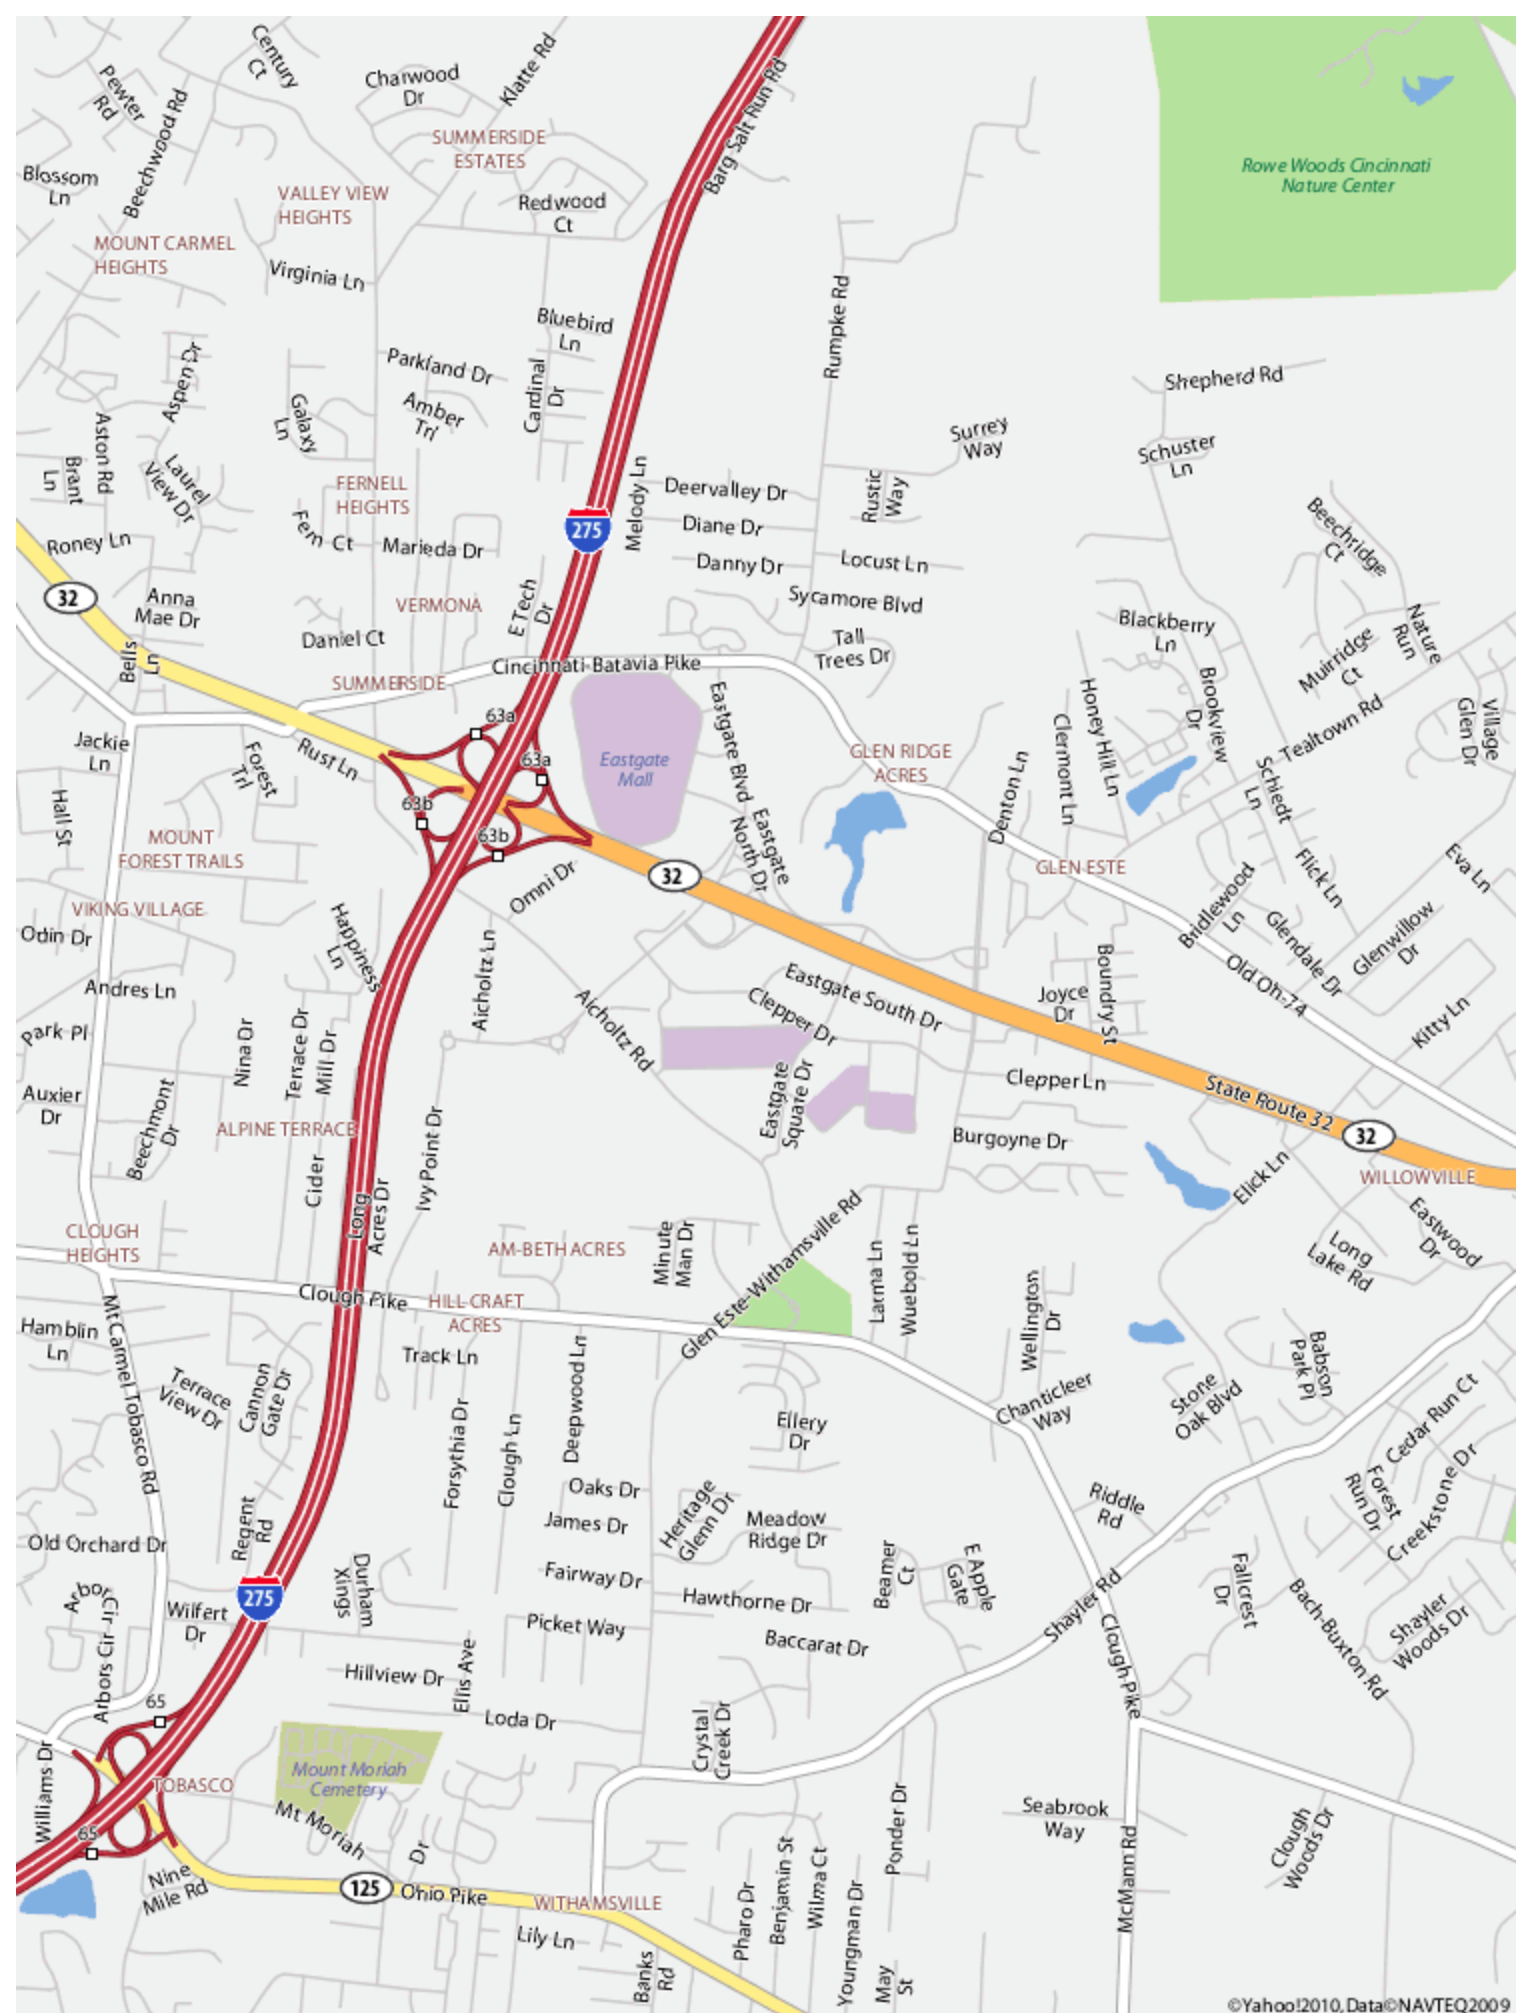 Century
Ct
Charwood
Dr
Klatte Rd
Barg Salt Run Rd
Pewter
Rd
Beechwood Rd
SUMMERSIDE
ESTATES
Rowe Woods Cincinnati
Nature Center
Blossom
Ln
VALLEY VIEW
HEIGHTS
Redwood
Ct
MOUNT CARMEL
HEIGHTS
Virginia Ln
Rumpke Rd
Bluebird
Ln
Parkland Dr
Cardinal
Dr
Aspen Dr
Shepherd Rd
Amber
Trl
Galaxy
Ln
Aston Rd
Surrey
Way
Schuster
Ln
Brant
Ln
Laurel
View Dr
FERNELL
HEIGHTS
Melody Ln
Deervalley Dr
Rustic
Way
Beechridge
Ct
Fern Ct
275
Diane Dr
Roney Ln
Marieda Dr
Danny Dr
Locust Ln
32
Anna
Mae Dr
VERMONA
E Tech
Dr
Sycamore Blvd
Blackberry
Ln
Nature
Run
Daniel Ct
Tall
Trees Dr
Muirridge
Ct
Bells
Ln
Cincinnati Batavia Pike
SUMMERSIDE
Brookview
Dr
Honey Hill Ln
Tealtown Rd
Village
Glen Dr
63a
Eastgate Blvd
Clermont Ln
Jackie
Ln
Rust Ln
Forest
Trl
63a
Eastgate
Mall
GLEN RIDGE
ACRES
Denton Ln
Schiedt
Ln
Hall St
63b
63b
Eastgate
North Dr
MOUNT
FOREST TRAILS
32
GLEN ESTE
Flick Ln
Eva Ln
Omni Dr
VIKING VILLAGE
Happiness
Ln
Bridlewood
Ln
Glendale Dr
Glenwillow
Dr
Odin Dr
Aicholtz Ln
Boundry St
Old Oh-74
Andres Ln
Eastgate South Dr
Clepper Dr
Joyce
Dr
Park Pl
Nina Dr
Terrace Dr
Mill Dr
Aicholtz Rd
Kitty Ln
Auxier
Dr
Beechmont
Dr
Eastgate
Square Dr
Clepper Ln
State Route 32
ALPINE TERRACE
Ivy Point Dr
Burgoyne Dr
32
Cider
Elick Ln
WILLOWVILLE
Long
Acres Dr
CLOUGH
HEIGHTS
AM-BETH ACRES
Minute
Man Dr
Glen Este-Withamsville Rd
Larma Ln
Wuebold Ln
Long
Lake Rd
Eastwood
Dr
Clough Pike
HILL CRAFT
ACRES
Wellington
Dr
Hamblin
Ln
Mt Carmel Tobasco Rd
Track Ln
Babson
Park Pl
Terrace
View Dr
Cannon
Gate Dr
Deepwood Ln
Chanticleer
Way
Stone
Oak Blvd
Forsythia Dr
Clough Ln
Ellery
Dr
Cedar Run Ct
Oaks Dr
Riddle
Rd
Forest
Run Dr
Creekstone Dr
Regent
Rd
James Dr
Heritage
Glenn Dr
Meadow
Ridge Dr
Old Orchard Dr
Durham
Xings
Fairway Dr
Beamer
Ct
E Apple
Gate
Fallcrest
Dr
Arbor Cir
275
Hawthorne Dr
Shayler Rd
Wilfert
Dr
Picket Way
Baccarat Dr
Clough Pike
Bach-Buxton Rd
Shayler
Woods Dr
Arbors Cir
Hillview Dr
Ellis Ave
65
Loda Dr
Crystal
Creek Dr
Williams Dr
TOBASCO
Mount Moriah
Cemetery
Ponder Dr
Seabrook
Way
Clough
Woods Dr
65
Mt Moriah
Dr
McMann Rd
Nine
Mile Rd
125
Ohio Pike
WITHAMSVILLE
Benjamin St
Wilma Ct
Pharo Dr
Youngman Dr
Lily Ln
Banks
Rd
May
St
©Yahoo!2010,Data©NAVTEQ2009